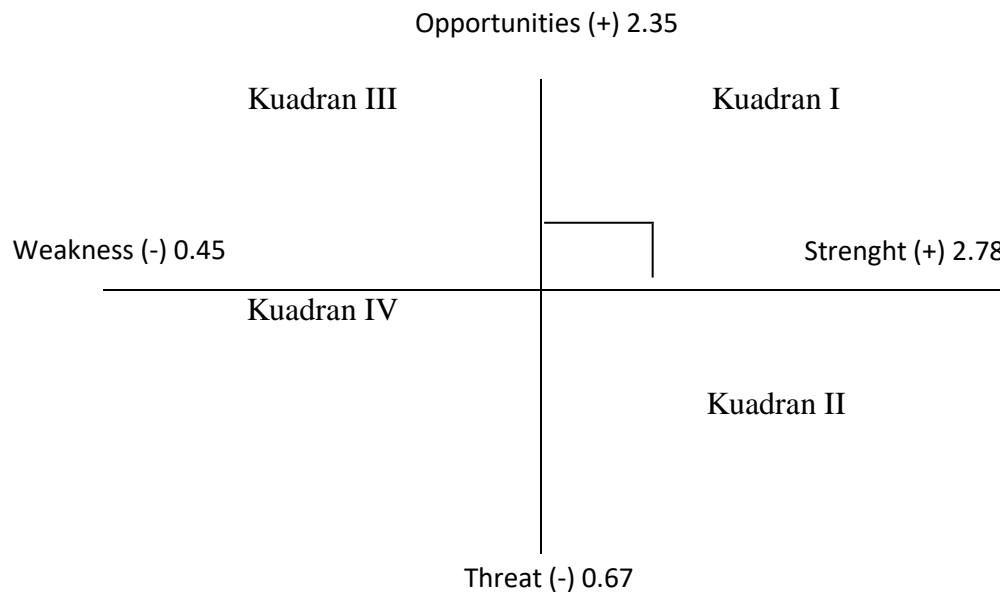 Opportunities (+) 2.35
Kuadran III
Kuadran I
Weakness (-) 0.45
Strenght (+) 2.78
Kuadran IV
Kuadran II
Threat (-) 0.67